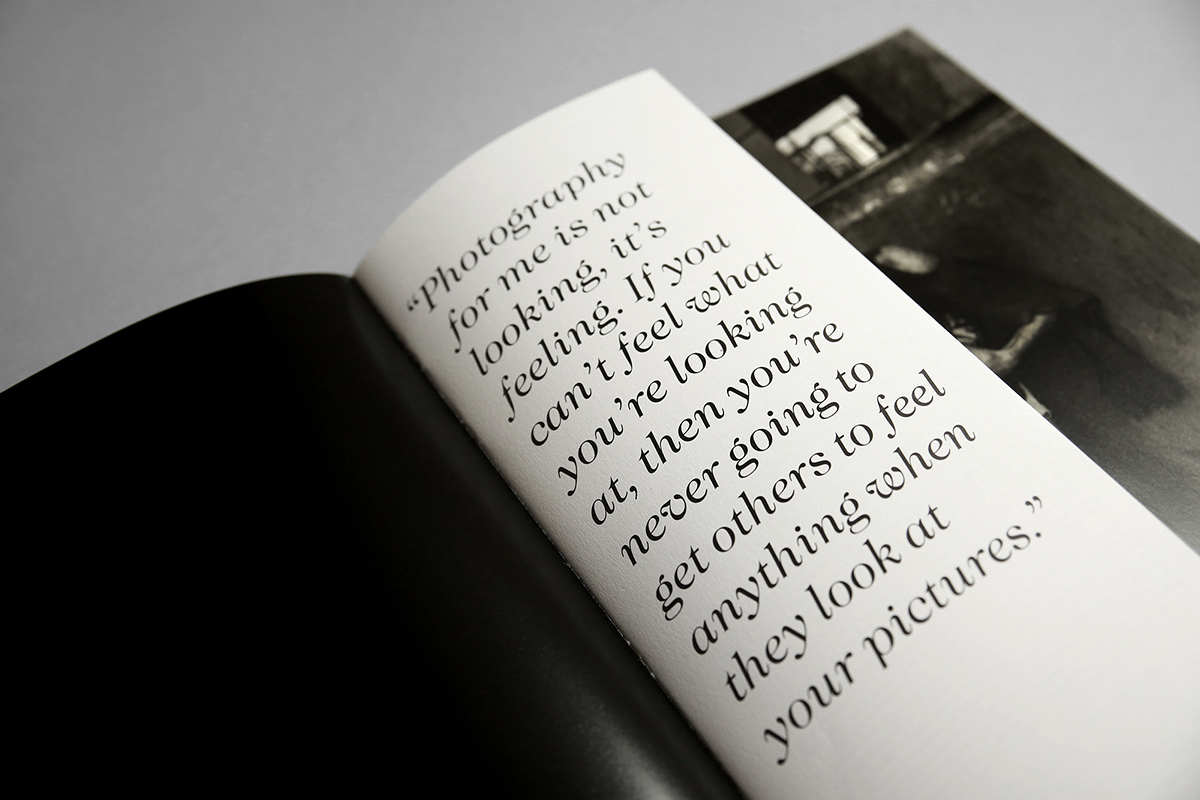 “Photography
for me is not
looking, it’s
feeling. If you
can’t feel what
you’re looking
at, then you’re
never going to
get others to feel
anything when
they look at
your pictures.”